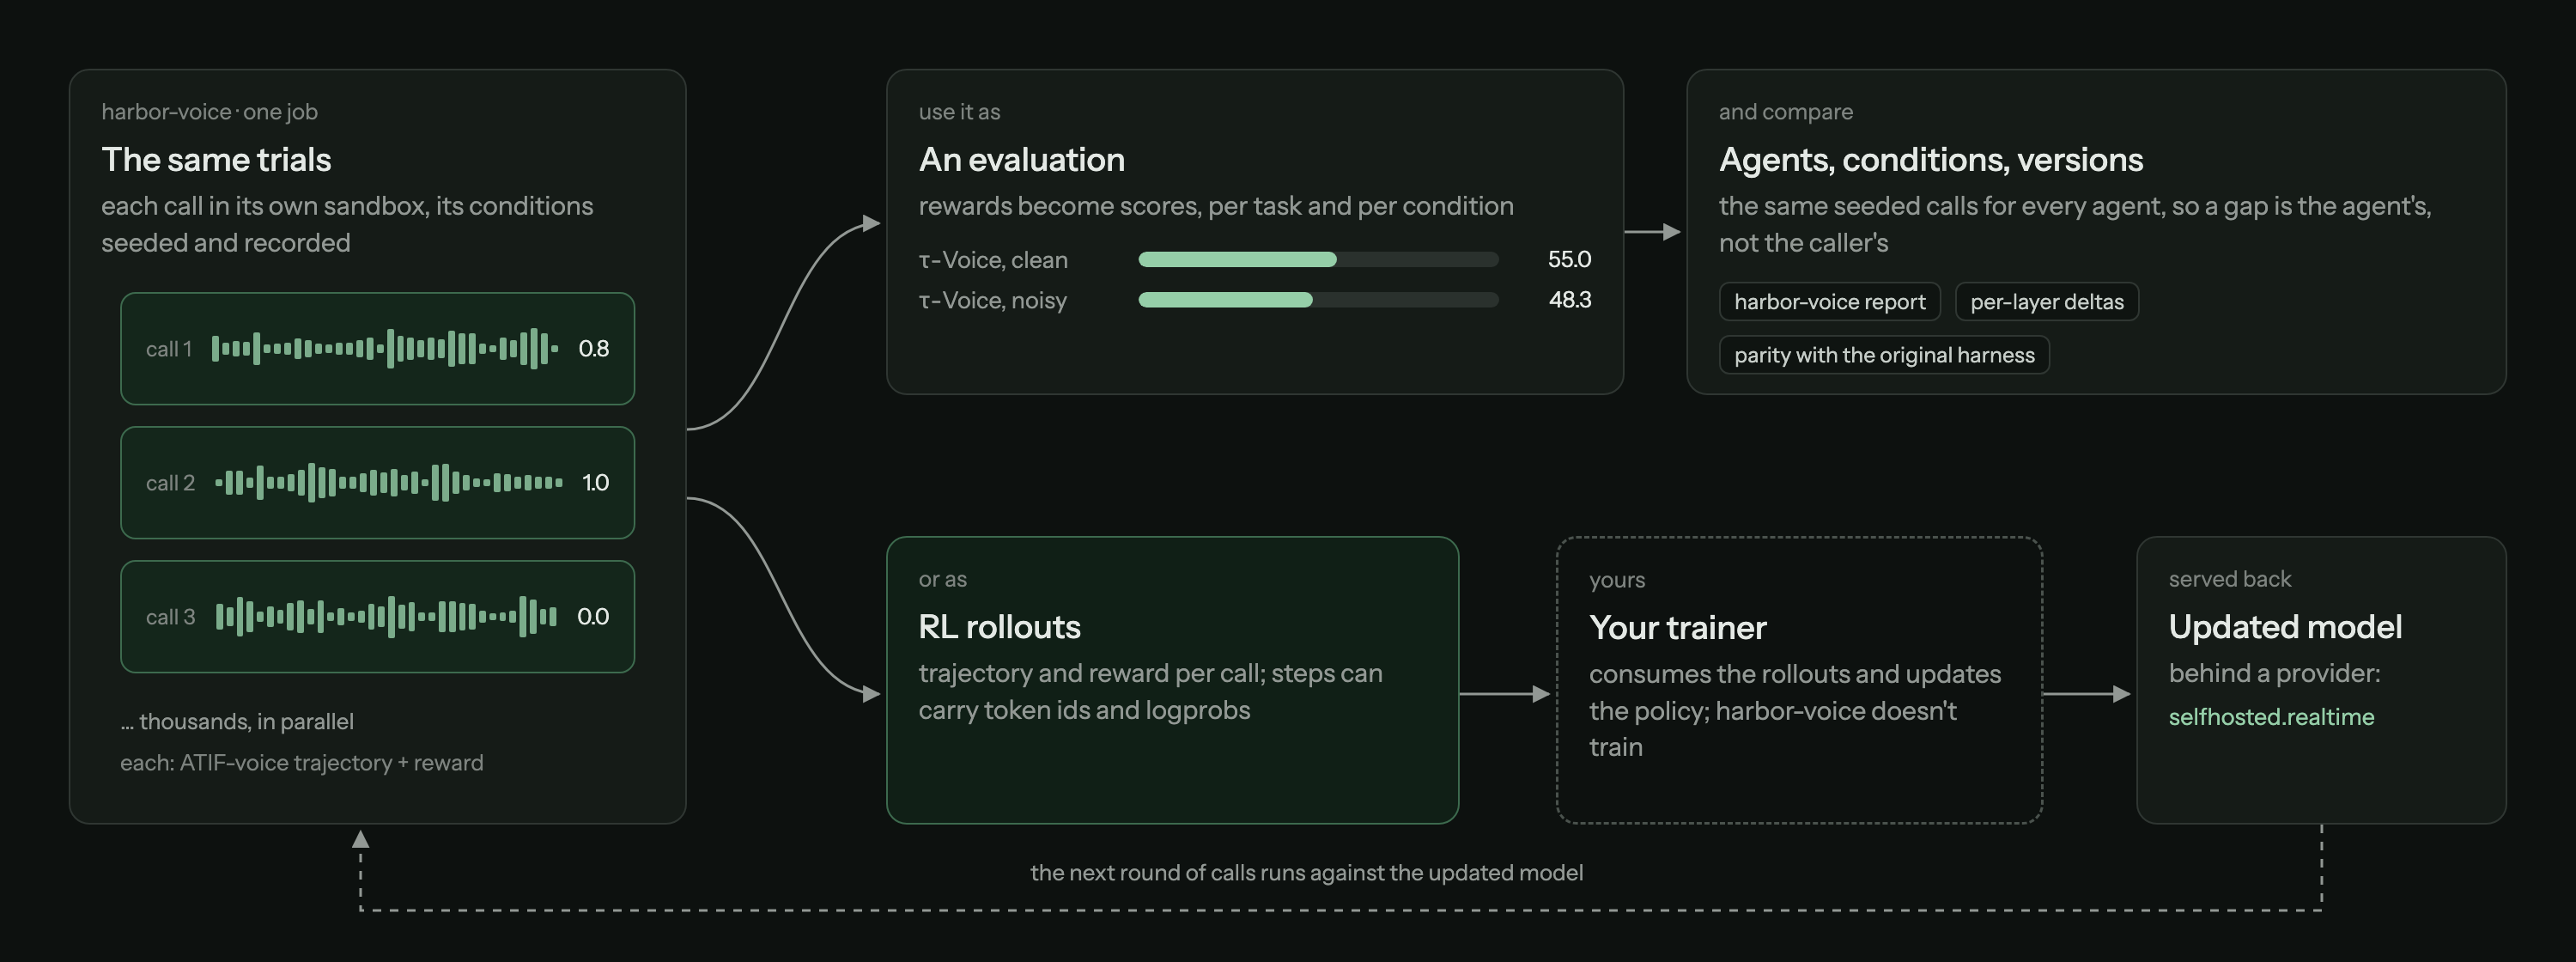 harbor-voice · one job
The same trials
each call in its own sandbox, its conditions
seeded and recorded
call 1 0.8
call 2 1.0
call 3 0.0
... thousands, in parallel
each: ATIF-voice trajectory + reward
use it as
An evaluation
rewards become scores, per task and per condition
τ-Voice, clean 55.0
τ-Voice, noisy 48.3
and compare
Agents, conditions, versions
the same seeded calls for every agent, so a gap is the agent's,
not the caller's
harbor-voice report per-layer deltas
parity with the original harness
or as
RL rollouts
trajectory and reward per call; steps can
carry token ids and logprobs
yours
Your trainer
consumes the rollouts and updates
the policy; harbor-voice doesn't
train
served back
Updated model
behind a provider:
selfhosted.realtime
the next round of calls runs against the updated model